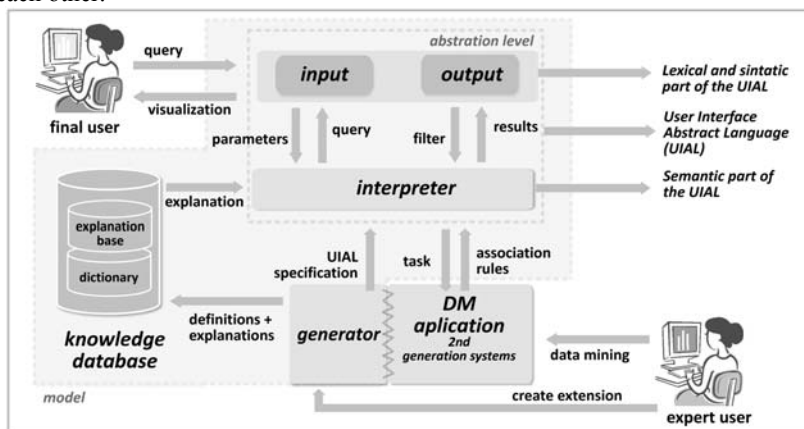 each other.
abstration level
query
input
output
Lexical and sintatic
part of the UIAL
visualization
final user
parameters
query
filter
results
User Interface
Abstract Language
(UIAL)
interpreter
Semantic part of
the UIAL
explanation
explanation
base
dictionary
UIAL
specification
task
association
rules
definitions +
explanations
generator
DM
aplication
2nd
generation systems
knowledge
database
data mining
model
create extension
expert user